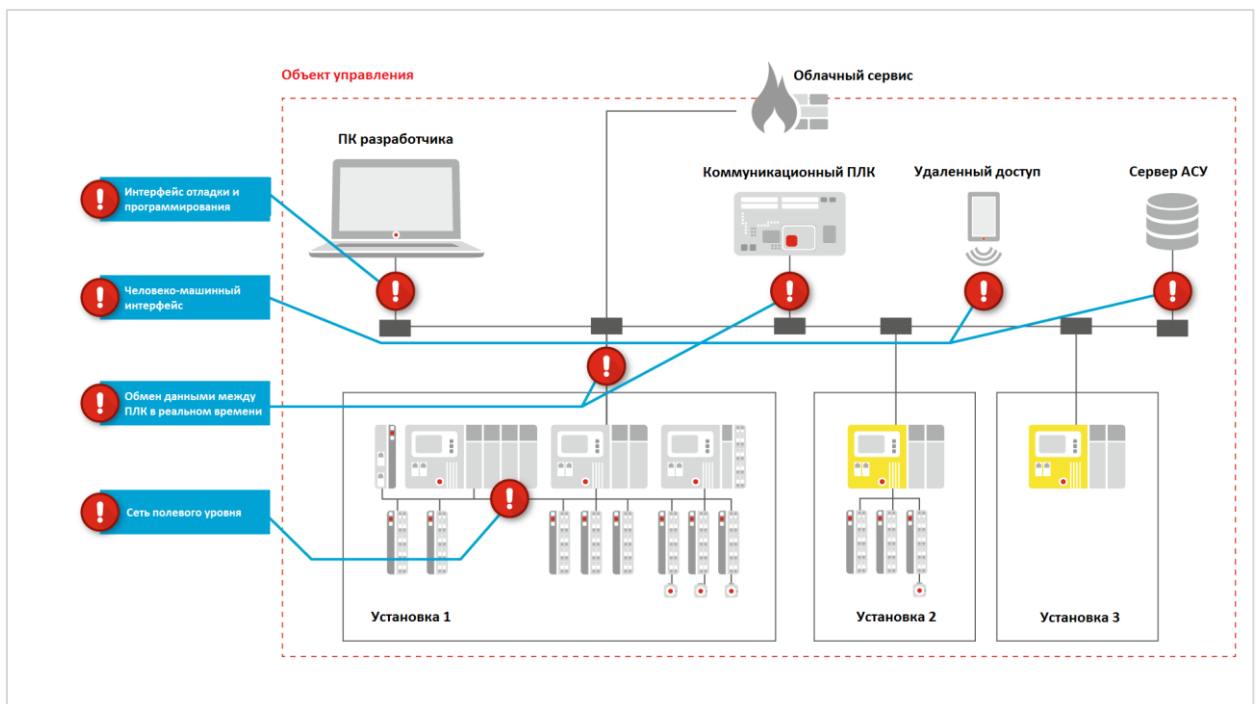 Объект управления
Облачный сервис
ПК разработчика
Коммуникационный ПЛК
Удаленный доступ
Сервер АСУ
Интерфейс отладки и
программирования
Человеко-машинный
интерфейс
Обмен данными между
ПЛК в реальном времени
Сеть полевого уровня
Установка 1
Установка 2
Установка 3